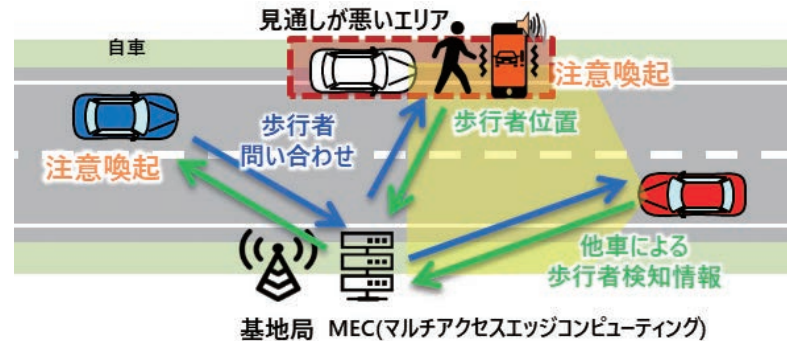 見通しが悪いエリア
自車
注意喚起
歩行者
問い合わせ
歩行者位置
注意喚起
他車による
歩行者検知情報
基地局
MEC(マルチアクセスエッジコンピューティング)